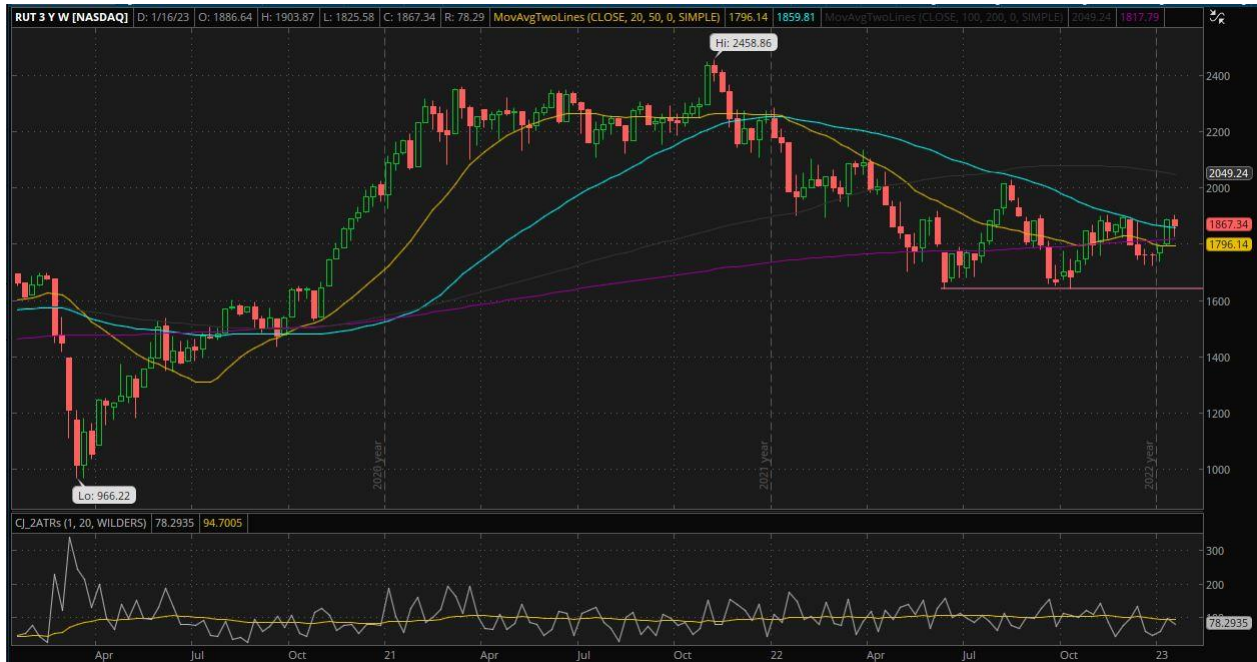 RUT 3 Y W [NASDAQ] D: 1/16/23 O: 1886.64 H: 1903.87 L: 1825.58 C: 1867.34 R: 78.29 MovAvgTwoLines (CLOSE, 20, 50, 0, SIMPLE) 1796.14 1859.81 MovAvgTwoLines (CLOSE, 100, 200, 0, SIMPLE) 2049.24 1817.79
Hi: 2458.86
2400
2200
2049.24
2000
1867.34
1796.14
1600
1400
1200
1000
2020 year
2021 year
2022 year
Lo: 966.22
CJ_2ATRs (1, 20, WILDERS) 78.2935 94.7005
300
200
100
78.2935
Apr Jul Oct 21 Apr Jul Oct 22 Apr Jul Oct 23